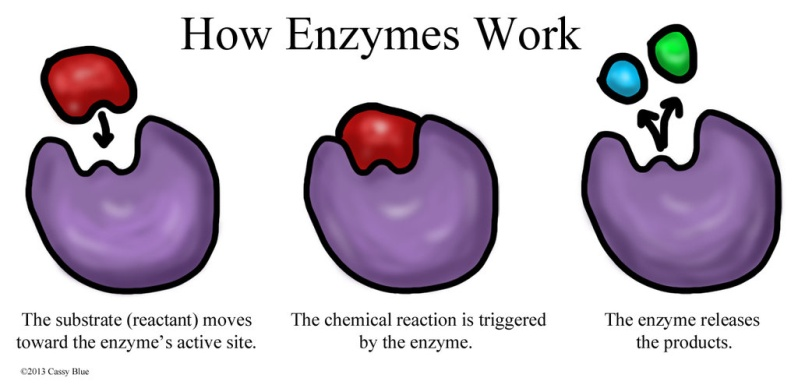 How Enzymes Work
The substrate (reactant) moves
toward the enzyme’s active site.
The chemical reaction is triggered
by the enzyme.
The enzyme releases
the products.
©2013 Cassy Blue